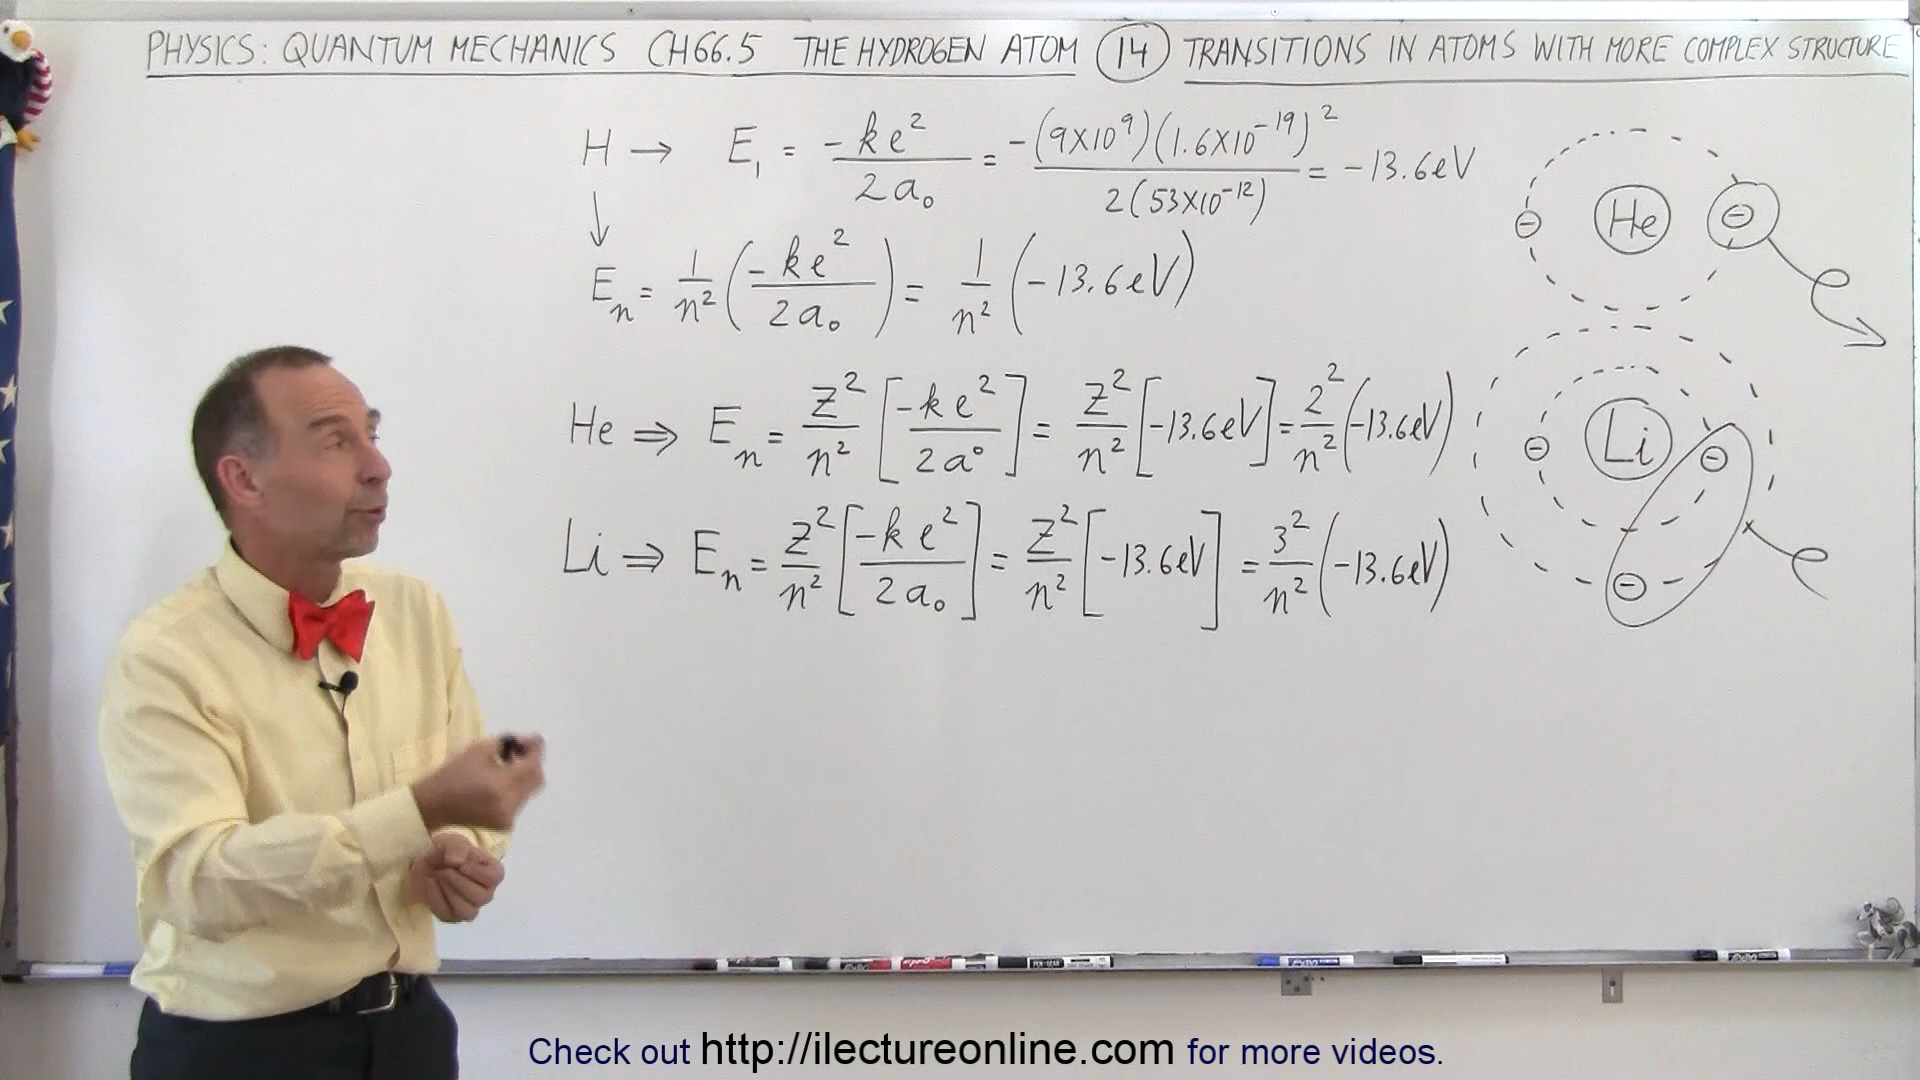 PHYSICS: QUANTUM MECHANICS CH66.5 THE HYDROGEN ATOM 14 TRANSITIONS IN ATOMS WITH MORE COMPLEX STRUCTURE
H → E₁ = -ke²/2a₀ = -(9X10⁹)(1.6X10⁻¹⁹)²/2(53X10⁻¹²) = -13.6eV
↓
Eₙ = 1/n² (-ke²/2a₀) = 1/n² (-13.6eV)
He ⇒ Eₙ = Z²/n² [-ke²/2a°] = Z²/n² [-13.6eV] = 2²/n² (-13.6eV)
Li ⇒ Eₙ = Z²/n² [-ke²/2a₀] = Z²/n² [-13.6eV] = 3²/n² (-13.6eV)
⊖ He ⊖
⊖ Li ⊖
⊖
Check out http://ilectureonline.com for more videos.